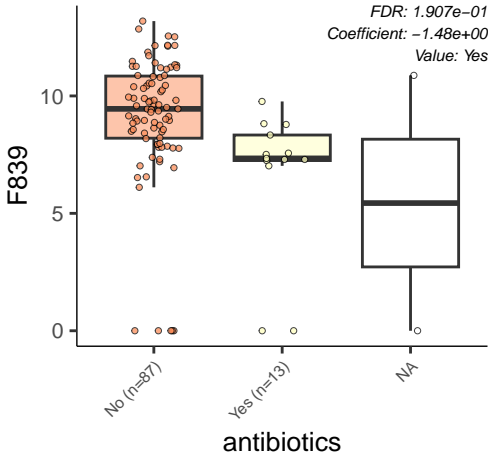 FDR: 1.907e−01
Coefficient: −1.48e+00
Value: Yes
10
5
0
F839
No (n=87)
Yes (n=13)
NA
antibiotics